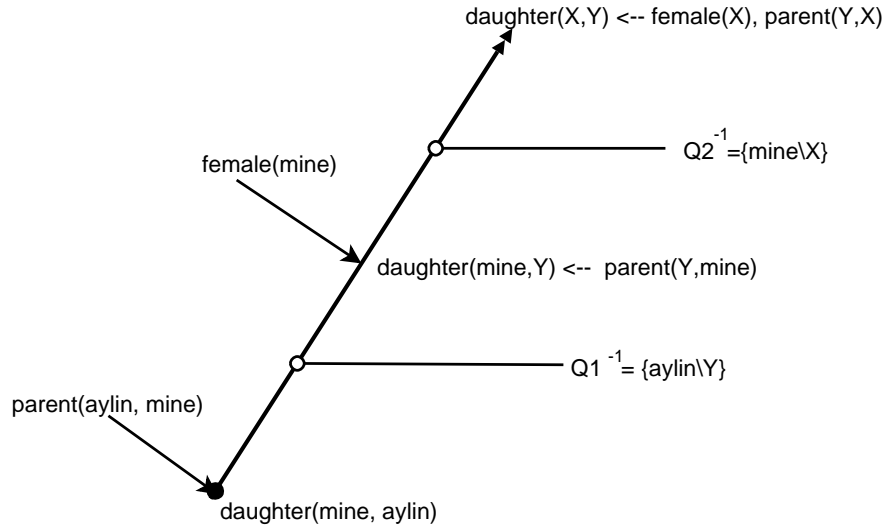 daughter(X,Y) <-- female(X), parent(Y,X)
Q2 -1 ={mine\X}
female(mine)
daughter(mine,Y) <-- parent(Y,mine)
Q1 -1 = {aylin\Y}
parent(aylin, mine)
daughter(mine, aylin)